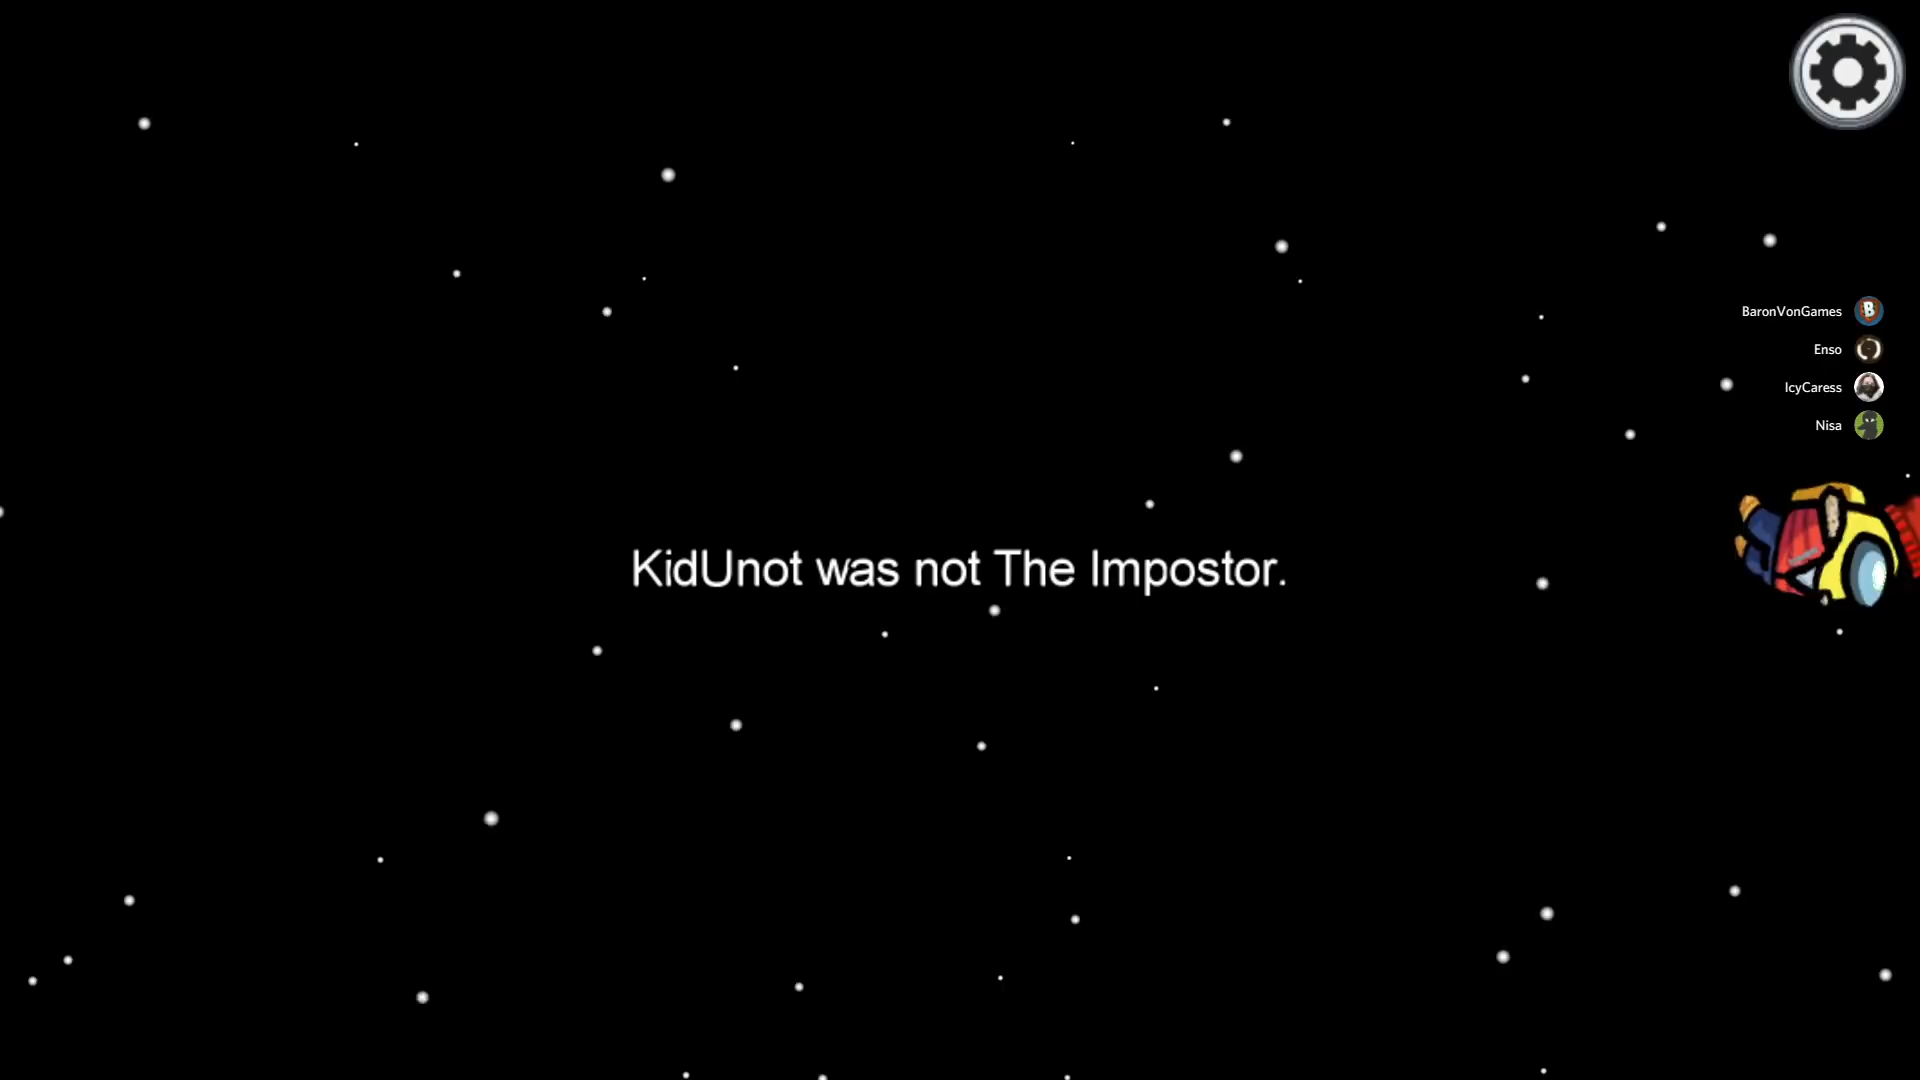 BaronVonGames
B
Enso
IcyCaress
Nisa
KidUnot was not The Impostor.